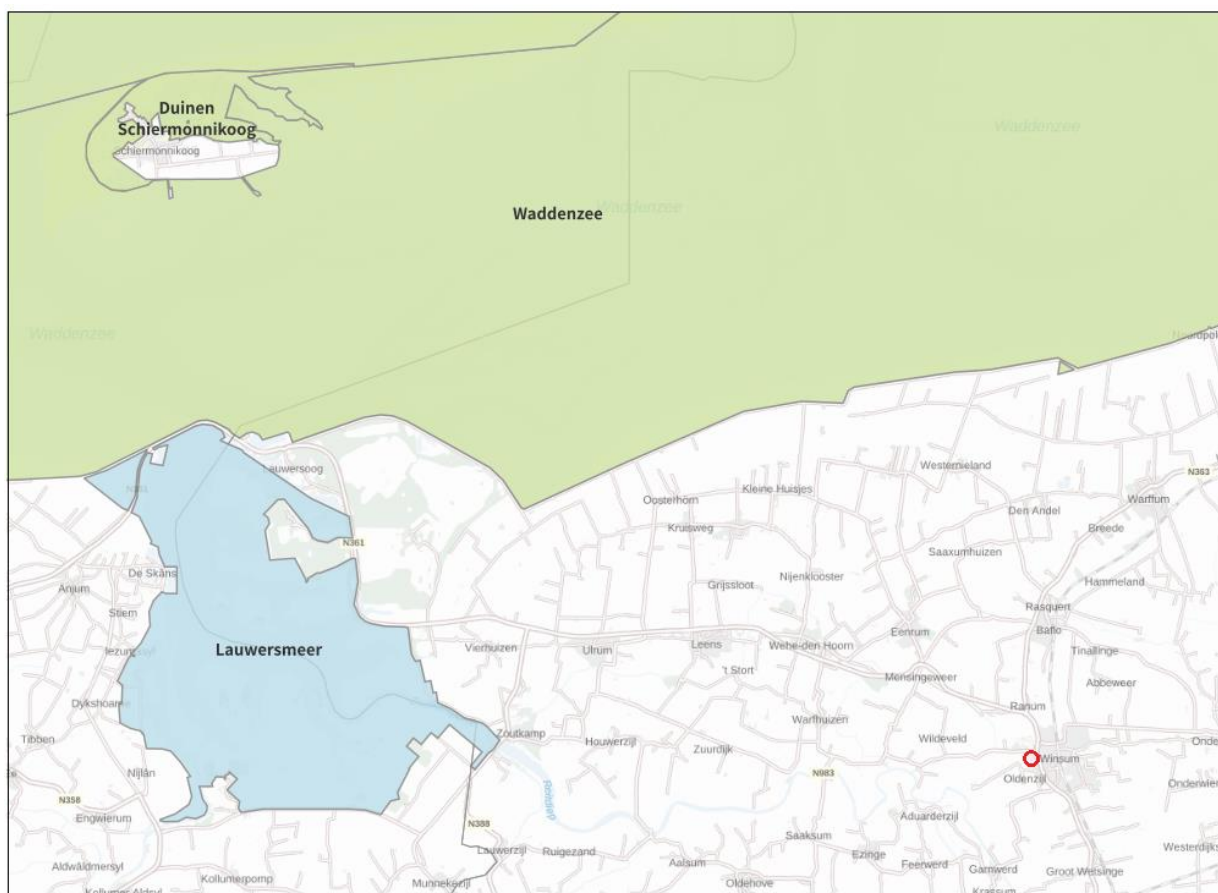 Duinen
Schiermonnikoog
Schiermonnikoog
Waddenzee
Waddenzee
Waddenzee
Waddenzee
Lauwersoog
N361
Westernieland
N363
Oosterhörn
Kleine Huisjes
Warffum
Den Andel
Kruisweg
Breede
N361
Saaxumhuizen
De Skâns
Nijenklooster
Hammeland
Anjum
Grijssloot
Stiem
Rasquert
Eenrum
Baflo
Vierhuizen
Ulrum
Leens
Wehe-den Hoorn
Tinallinge
Lauwersmeer
't Stort
Mensingeweer
Abbeweer
Ranum
Warfhuizen
Tibben
Zoutkamp
Houwerzijl
Zuurdijk
Wildeveld
Winsum
Nijlân
N983
Oldenzijl
N358
Reitdiep
Engwierum
N388
Aduarderzijl
Saaksum
Lauwerzijl
Ruigezand
Aalsum
Ezinge
Feerwerd
Garnwerd
Groot Wetsinge
Aldwâldmersyl
Kollumerpomp
Munnekezijl
Oldehove